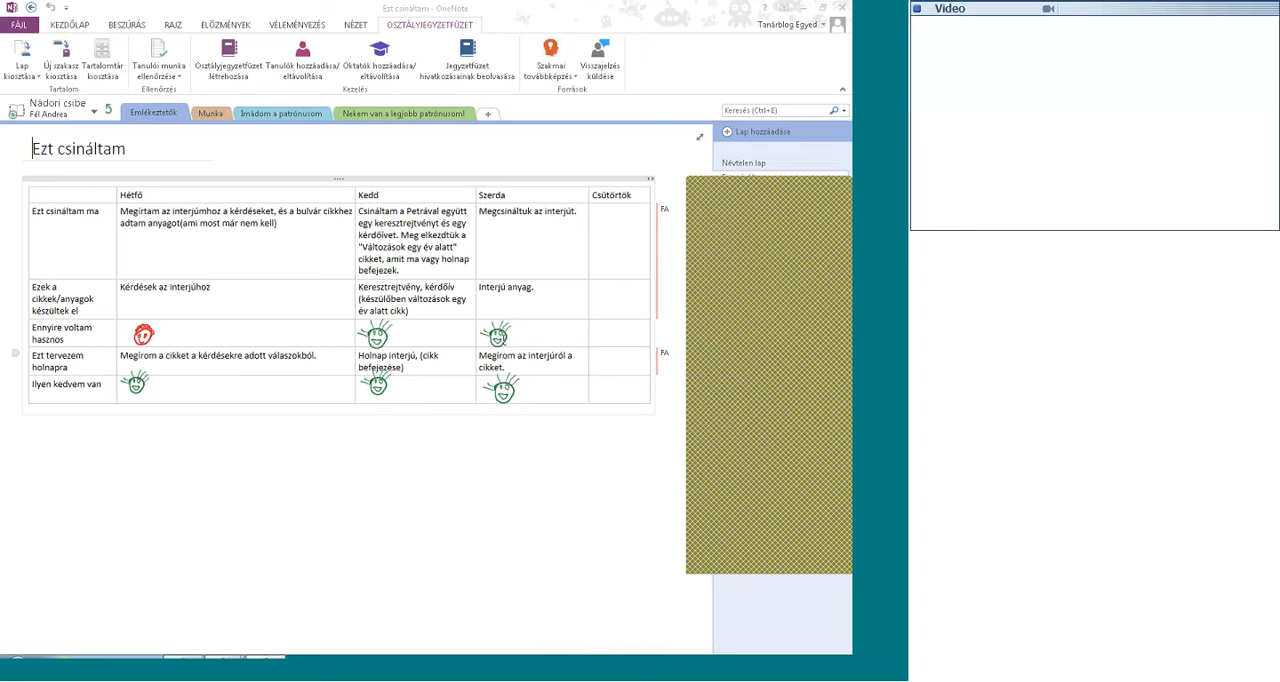 Ezt csináltam - OneNote
FÁJL KEZDŐLAP BESZÚRÁS RAJZ ELŐZMÉNYEK VÉLEMÉNYEZÉS NÉZET OSZTÁLYJEGYZETFÜZET
Tanárblog Egyed
Lap kiosztása
Új szakasz kiosztása
Tartalomtár kiosztása
Tartalom
Tanulói munka ellenőrzése
Ellenőrzés
Osztályjegyzetfüzet létrehozása
Tanulók hozzáadása/ eltávolítása
Oktatók hozzáadása/ eltávolítása
Jegyzetfüzet hivatkozásainak beolvasása
Kezelés
Szakmai továbbképzés
Visszajelzés küldése
Források
Nádori csibe
Fél Andrea
Emlékeztetők
Munka
Imádom a patrónusom
Nekem van a legjobb patrónusom!
Keresés (Ctrl+E)
Lap hozzáadása
Névtelen lap
Ezt csináltam
Hétfő Kedd Szerda Csütörtök
Ezt csináltam ma
Megírtam az interjúmhoz a kérdéseket, és a bulvár cikkhez
adtam anyagot(ami most már nem kell)
Csináltam a Petrával együtt
egy keresztrejtvényt és egy
kérdőívet. Meg elkezdtük a
"Változások egy év alatt"
cikket, amit ma vagy holnap
befejezek.
Megcsináltuk az interjút.
FA
Ezek a
cikkek/anyagok
készültek el
Kérdések az interjúhoz
Keresztrejtvény, kérdőív
(készülőben változások egy
év alatt cikk)
Interjú anyag.
Ennyire voltam
hasznos
Ezt tervezem
holnapra
Megírom a cikket a kérdésekre adott válaszokból.
Holnap interjú, (cikk
befejezése)
Megírom az interjúról a
cikket.
FA
Ilyen kedvem van
Video